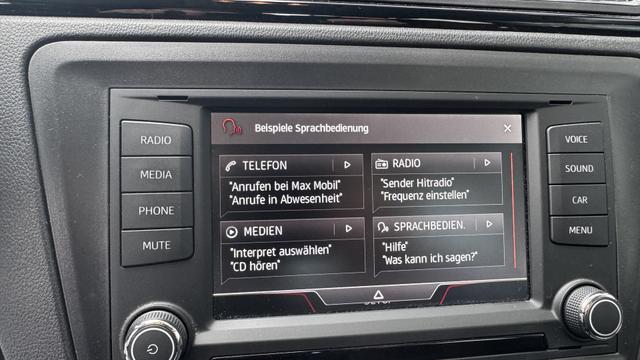 Beispiele Sprachbedienung
RADIO
MEDIA
PHONE
MUTE
TELEFON
"Anrufen bei Max Mobil"
"Anrufe in Abwesenheit"
RADIO
"Sender Hitradio"
"Frequenz einstellen"
MEDIEN
"Interpret auswählen"
"CD hören"
SPRACHBEDIEN.
"Hilfe"
"Was kann ich sagen?"
VOICE
SOUND
CAR
MENU